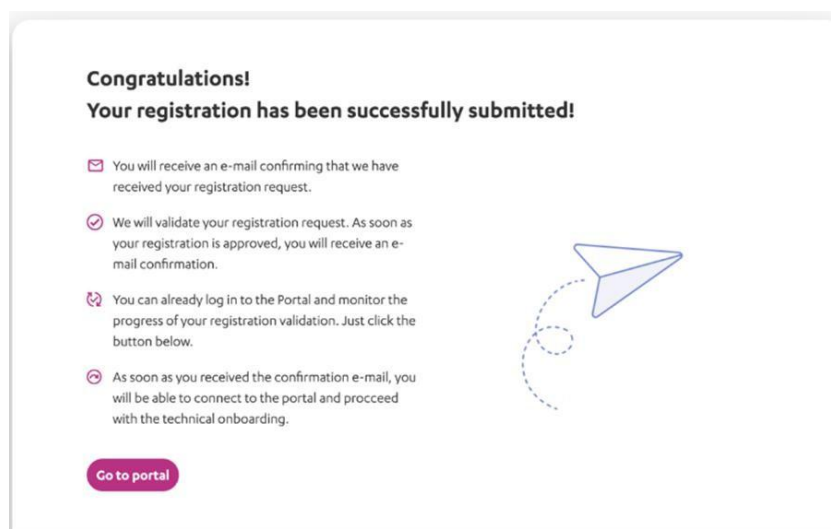 Congratulations!
Your registration has been successfully submitted!
You will receive an e-mail confirming that we have
received your registration request.
We will validate your registration request. As soon as
your registration is approved, you will receive an e-
mail confirmation.
You can already log in to the Portal and monitor the
progress of your registration validation. Just click the
button below.
As soon as you received the confirmation e-mail, you
will be able to connect to the portal and procceed
with the technical onboarding.
Go to portal